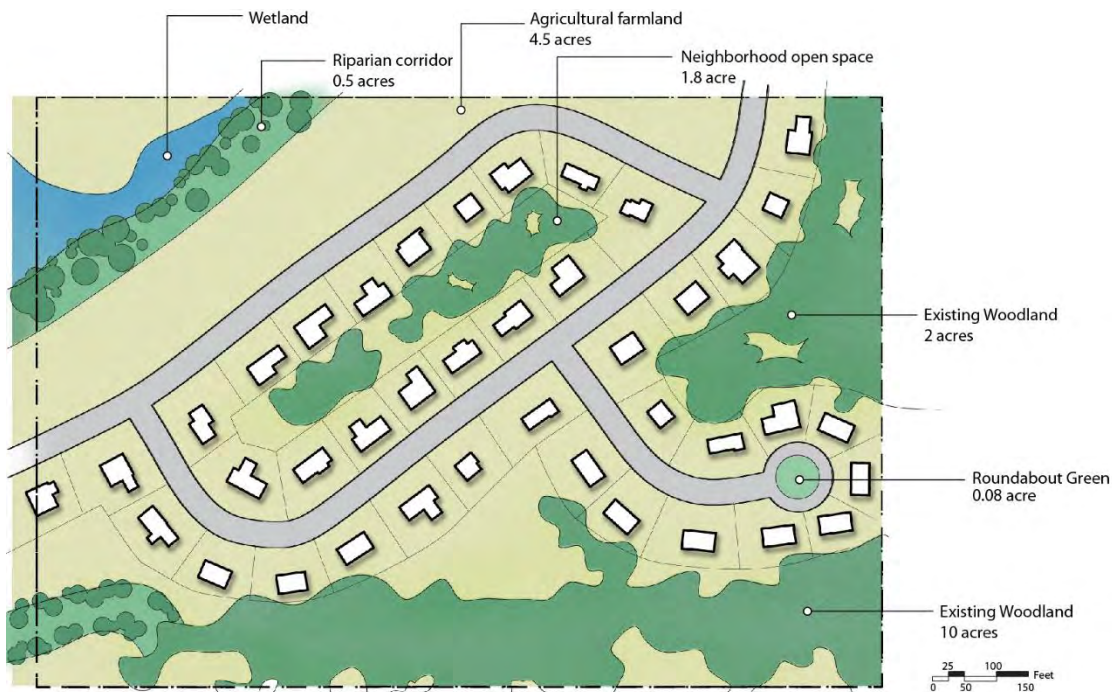 Wetland
Agricultural farmland
4.5 acres
Riparian corridor
0.5 acres
Neighborhood open space
1.8 acre
Existing Woodland
2 acres
Roundabout Green
0.08 acre
Existing Woodland
10 acres
25 100
Feet
0 50 150